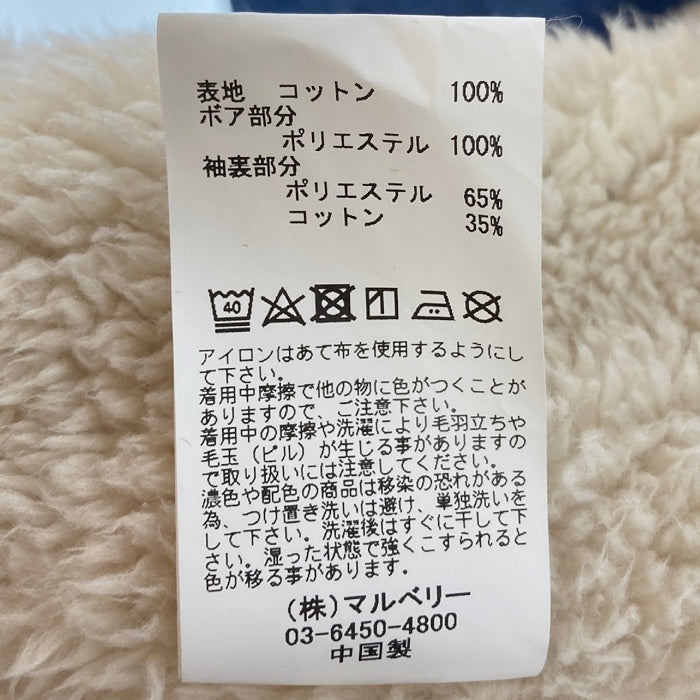 表地 コットン 100%
ボア部分
ポリエステル 100%
袖裏部分
ポリエステル 65%
コットン 35%
40
アイロンはあて布を使用するようにし
て下さい。
着用中摩擦で他の物に色がつくことが
ありますので、ご注意下さい。
着用中の摩擦や洗濯により毛羽立ちや
毛玉（ピル）が生じる事がありますの
で取り扱いには注意してください。
濃色や配色の商品は移染の恐れがある
為、つけ置き洗いは避け、単独洗いを
して下さい。洗濯後はすぐに干して下
さい。湿った状態で強くこすられると
色が移る事があります。
（株）マルベリー
03-6450-4800
中国製